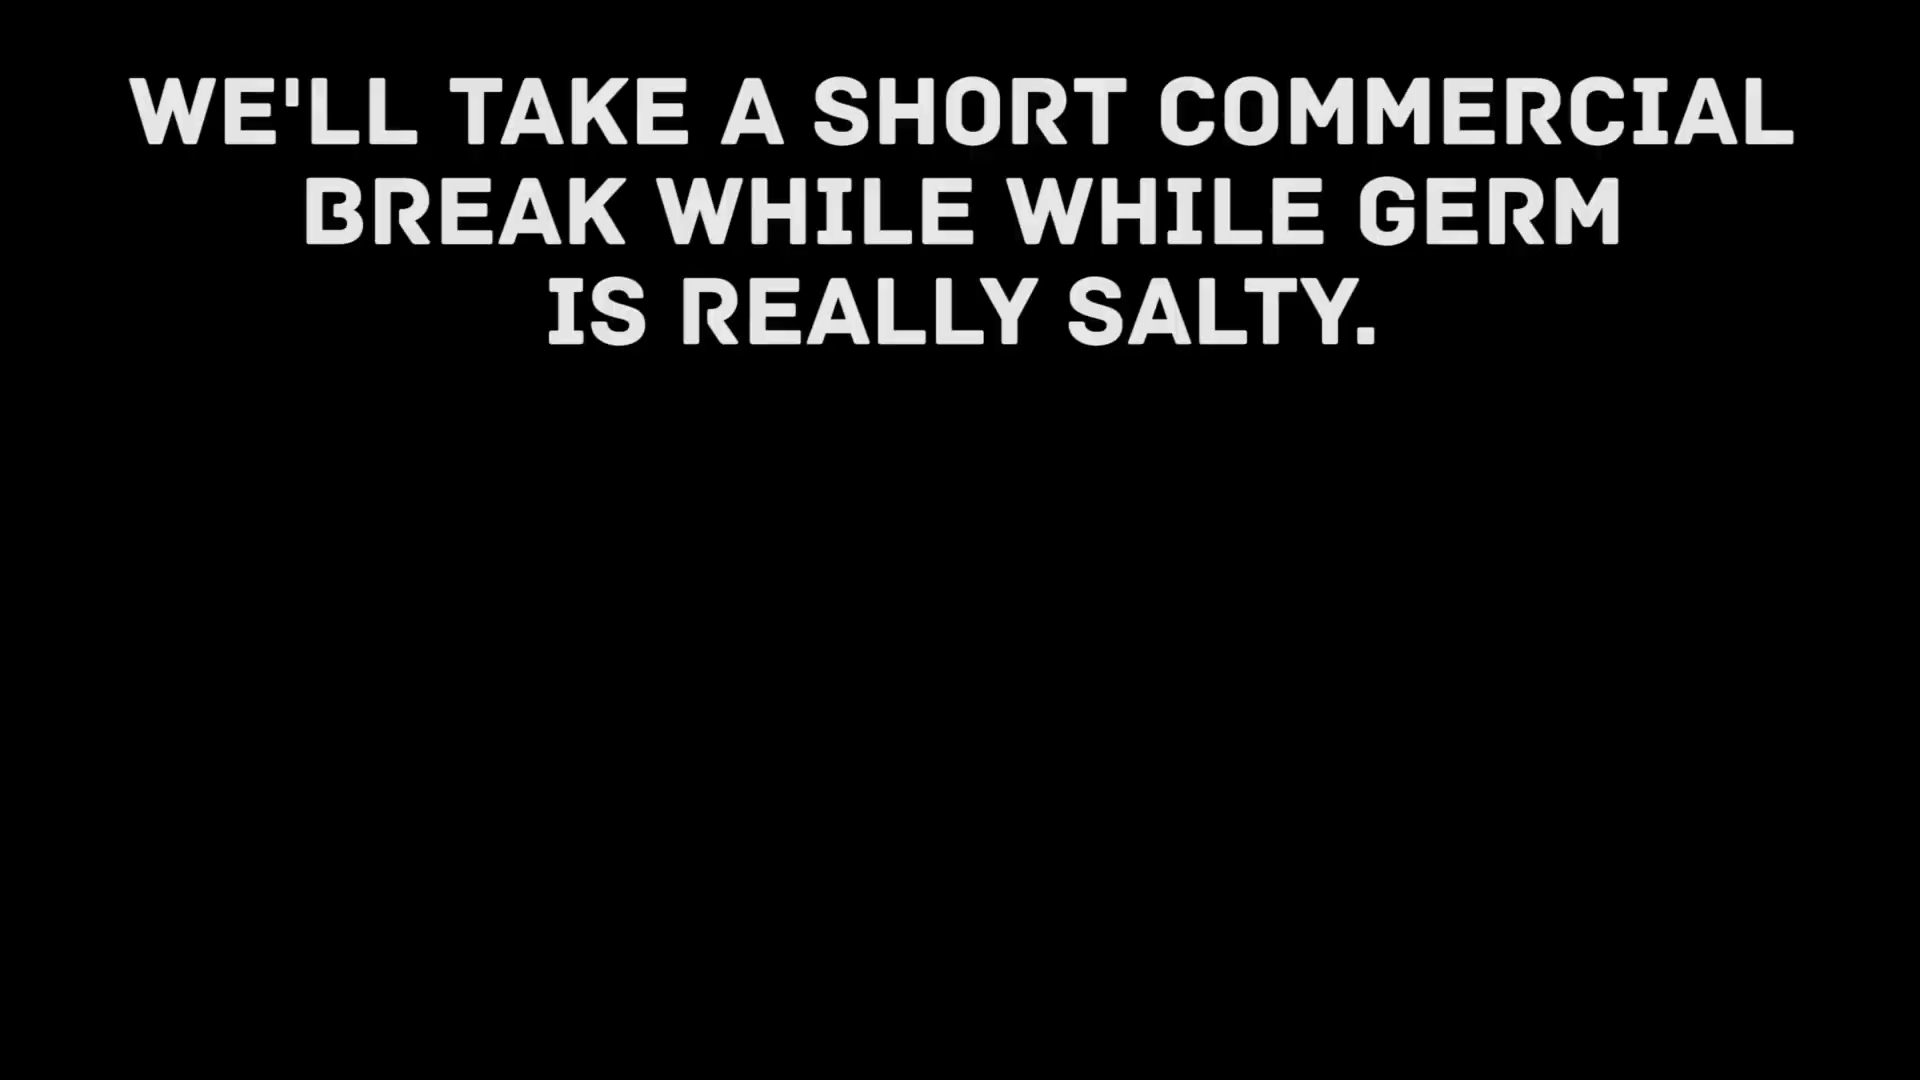 WE'LL TAKE A SHORT COMMERCIAL
BREAK WHILE WHILE GERM
IS REALLY SALTY.